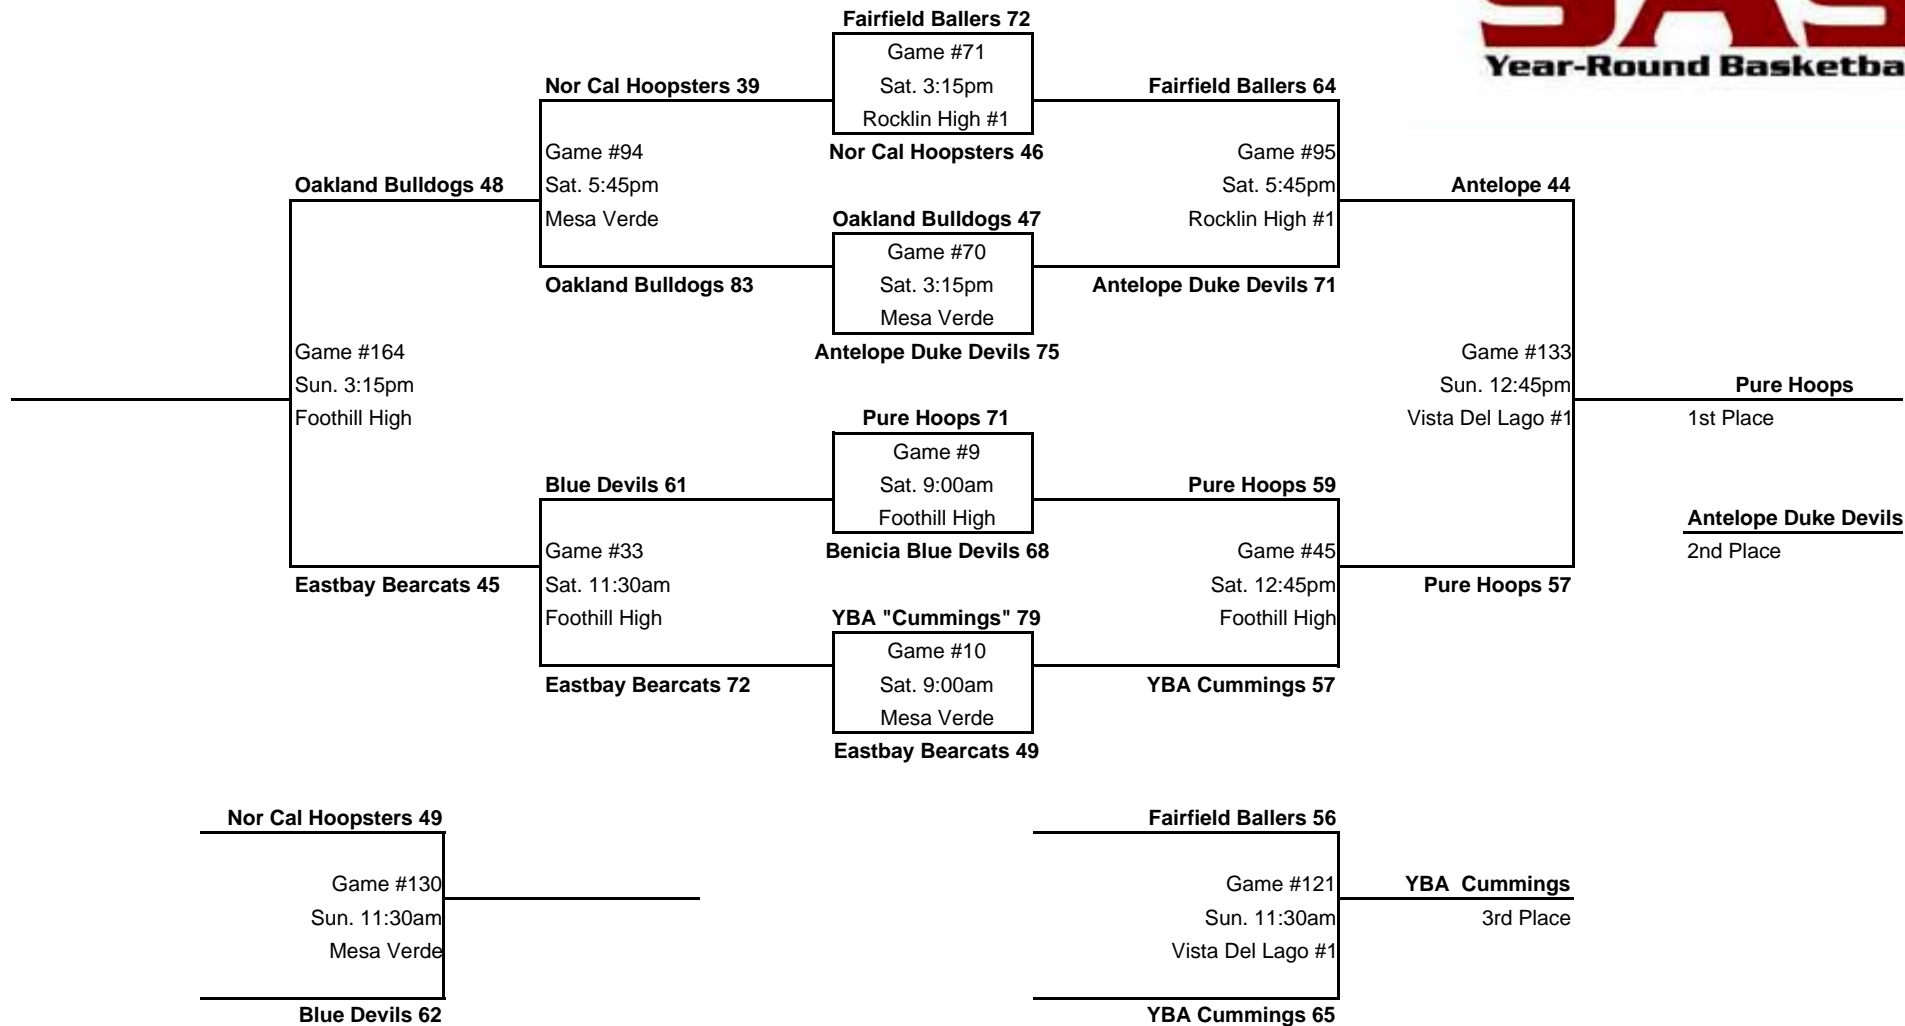 Year-Round Basketba
Fairfield Ballers 72
Game #71
Sat. 3:15pm
Rocklin High #1
Nor Cal Hoopsters 46
Nor Cal Hoopsters 39
Game #94
Sat. 5:45pm
Mesa Verde
Oakland Bulldogs 83
Fairfield Ballers 64
Game #95
Sat. 5:45pm
Rocklin High #1
Antelope Duke Devils 71
Oakland Bulldogs 47
Game #70
Sat. 3:15pm
Mesa Verde
Antelope Duke Devils 75
Oakland Bulldogs 48
Game #164
Sun. 3:15pm
Foothill High
Eastbay Bearcats 45
Antelope 44
Game #133
Sun. 12:45pm
Vista Del Lago #1
Pure Hoops 57
Pure Hoops
1st Place
Antelope Duke Devils
2nd Place
Pure Hoops 71
Game #9
Sat. 9:00am
Foothill High
Benicia Blue Devils 68
Blue Devils 61
Game #33
Sat. 11:30am
Foothill High
Eastbay Bearcats 72
Pure Hoops 59
Game #45
Sat. 12:45pm
Foothill High
YBA Cummings 57
YBA "Cummings" 79
Game #10
Sat. 9:00am
Mesa Verde
Eastbay Bearcats 49
Nor Cal Hoopsters 49
Game #130
Sun. 11:30am
Mesa Verde
Blue Devils 62
Fairfield Ballers 56
Game #121
Sun. 11:30am
Vista Del Lago #1
YBA Cummings 65
YBA  Cummings
3rd Place